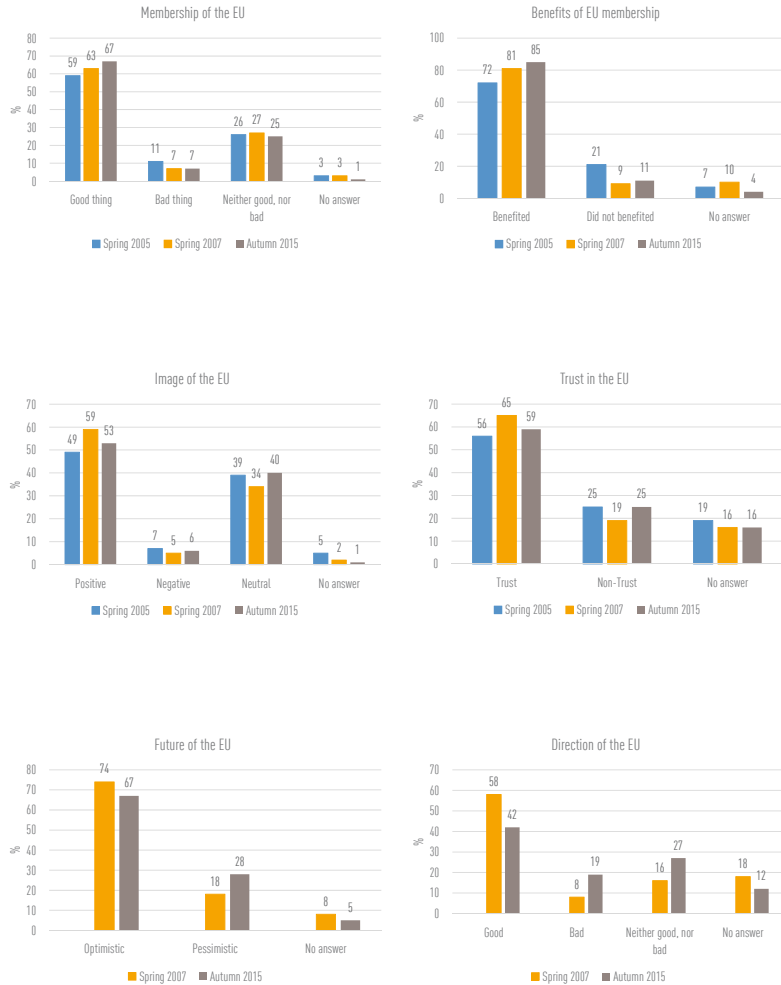 Membership of the EU
80
70
60
50
40
30
20
10
0
%
59 63 67
11 7 7
26 27 25
3 3 1
Good thing Bad thing Neither good, nor bad No answer
Spring 2005 Spring 2007 Autumn 2015
Benefits of EU membership
100
80
60
40
20
0
%
72 81 85
21 9 11
7 10 4
Benefited Did not benefited No answer
Spring 2005 Spring 2007 Autumn 2015
Image of the EU
70
60
50
40
30
20
10
0
%
49 59 53
7 5 6
39 34 40
5 2 1
Positive Negative Neutral No answer
Spring 2005 Spring 2007 Autumn 2015
Trust in the EU
70
60
50
40
30
20
10
0
%
56 65 59
25 19 25
19 16 16
Trust Non-Trust No answer
Spring 2005 Spring 2007 Autumn 2015
Future of the EU
80
70
60
50
40
30
20
10
0
%
74 67
18 28
8 5
Optimistic Pessimistic No answer
Spring 2007 Autumn 2015
Direction of the EU
70
60
50
40
30
20
10
0
%
58 42
8 19
16 27
18 12
Good Bad Neither good, nor bad No answer
Spring 2007 Autumn 2015